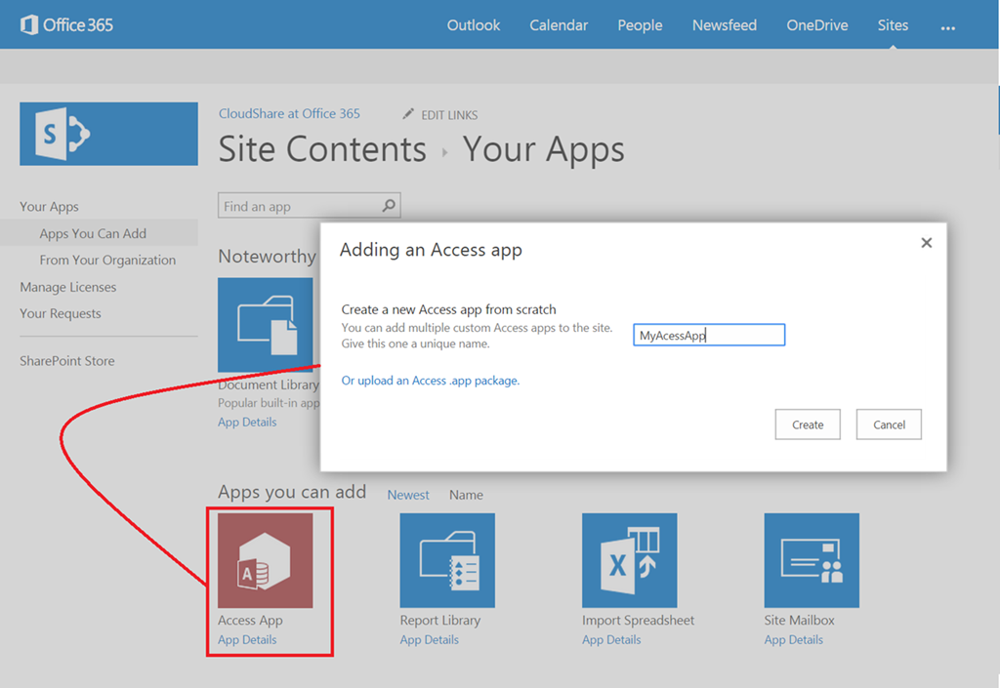 Office 365
Outlook Calendar People Newsfeed OneDrive Sites ...
S
CloudShare at Office 365 EDIT LINKS
Site Contents ▸ Your Apps
Your Apps
Apps You Can Add
From Your Organization
Manage Licenses
Your Requests
SharePoint Store
Find an app
Noteworthy
Document Library
Popular built-in app
App Details
Adding an Access app
Create a new Access app from scratch
You can add multiple custom Access apps to the site.
Give this one a unique name.
MyAcessApp
Or upload an Access .app package.
Create Cancel
Apps you can add Newest Name
A
X
Access App Report Library Import Spreadsheet Site Mailbox
App Details App Details App Details App Details